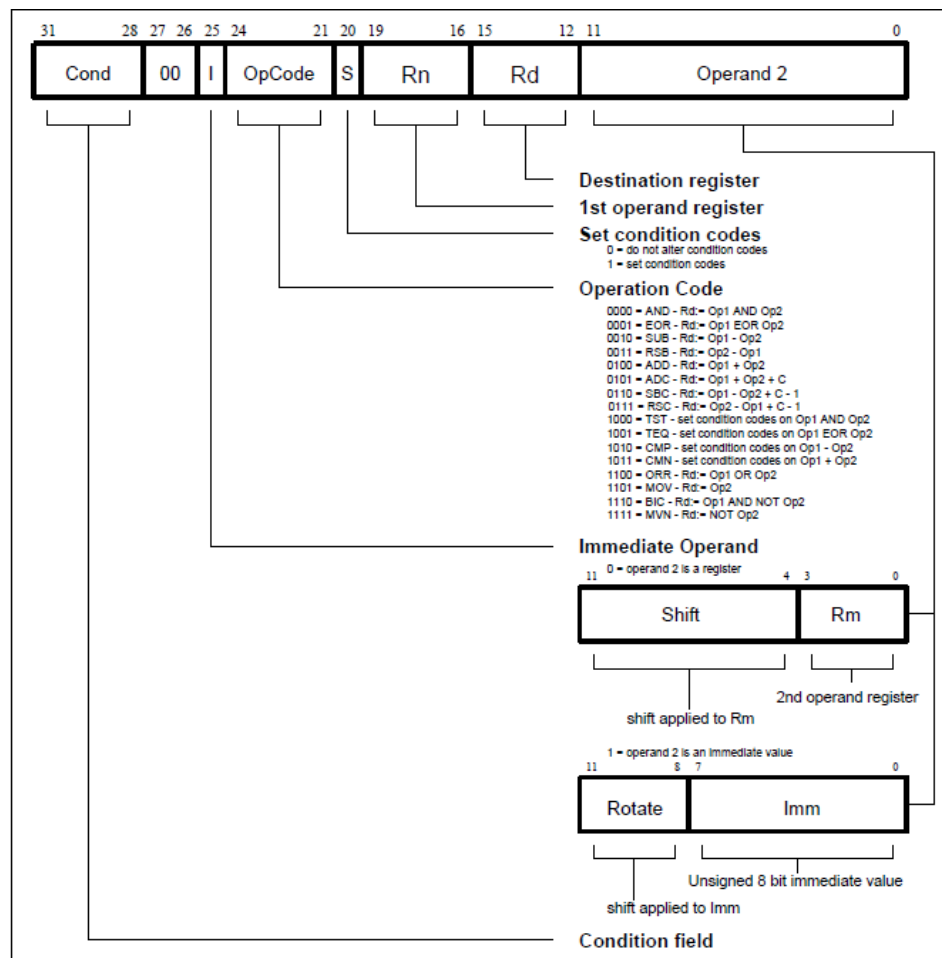 31 28 27 26 25 24 21 20 19 16 15 12 11 0
Cond 00 I OpCode S Rn Rd Operand 2
Destination register
1st operand register
Set condition codes
0 = do not alter condition codes
1 = set condition codes
Operation Code
0000 = AND - Rd:= Op1 AND Op2
0001 = EOR - Rd:= Op1 EOR Op2
0010 = SUB - Rd:= Op1 - Op2
0011 = RSB - Rd:= Op2 - Op1
0100 = ADD - Rd:= Op1 + Op2
0101 = ADC - Rd:= Op1 + Op2 + C
0110 = SBC - Rd:= Op1 - Op2 + C - 1
0111 = RSC - Rd:= Op2 - Op1 + C - 1
1000 = TST - set condition codes on Op1 AND Op2
1001 = TEQ - set condition codes on Op1 EOR Op2
1010 = CMP - set condition codes on Op1 - Op2
1011 = CMN - set condition codes on Op1 + Op2
1100 = ORR - Rd:= Op1 OR Op2
1101 = MOV - Rd:= Op2
1110 = BIC - Rd:= Op1 AND NOT Op2
1111 = MVN - Rd:= NOT Op2
Immediate Operand
0 = operand 2 is a register
11 4 3 0
Shift Rm
2nd operand register
shift applied to Rm
1 = operand 2 is an immediate value
11 8 7 0
Rotate Imm
Unsigned 8 bit immediate value
shift applied to Imm
Condition field